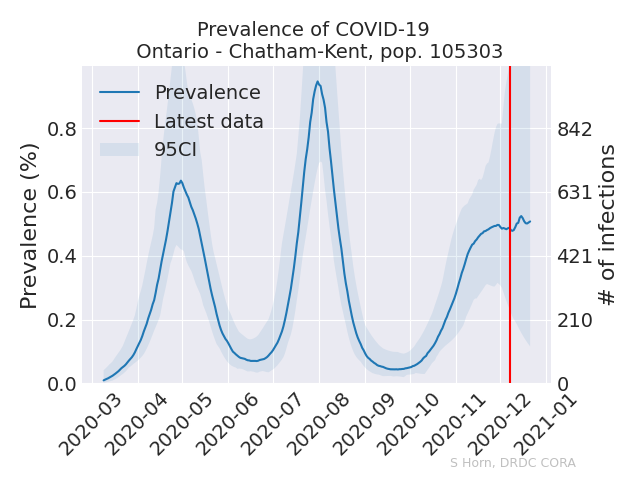 Prevalence of COVID-19
Ontario - Chatham-Kent, pop. 105303
Prevalence
Latest data
95CI
Prevalence (%)
0.8
0.6
0.4
0.2
0.0
842
631
421
210
0
# of infections
2020-03
2020-04
2020-05
2020-06
2020-07
2020-08
2020-09
2020-10
2020-11
2020-12
2021-01
S Horn, DRDC CORA